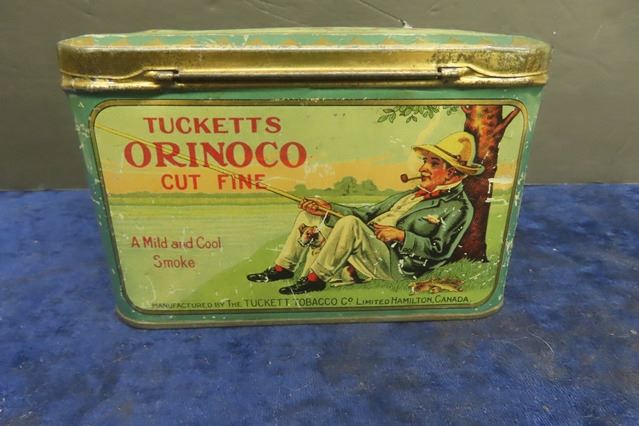 TUCKETTS
ORINOCO
CUT FINE
A Mild and Cool
Smoke
MANUFACTURED BY THE TUCKETT TOBACCO CO LIMITED HAMILTON, CANADA.